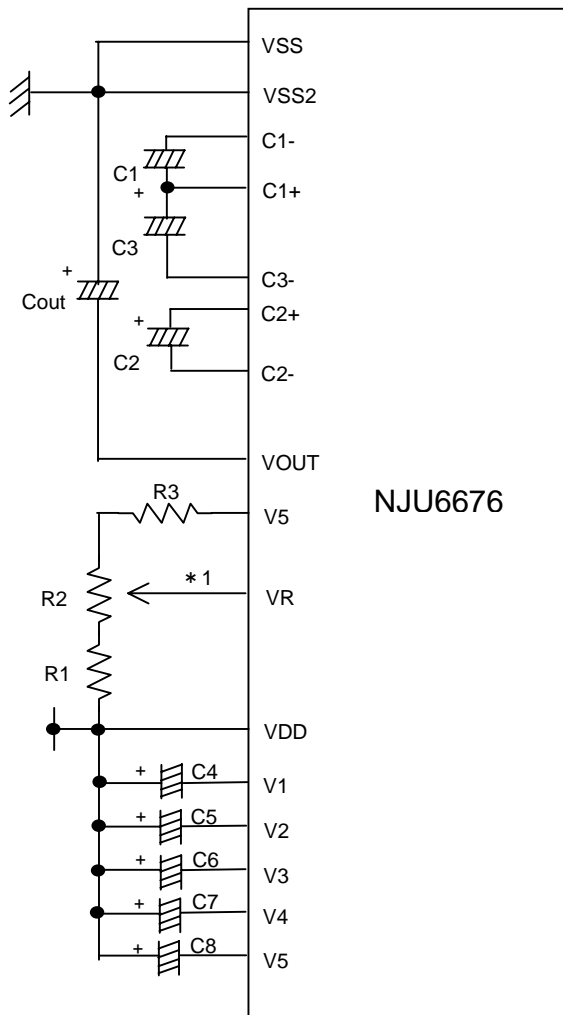 VSS
VSS2
C1-
C1
+
C1+
C3
C3-
+
Cout
C2+
+
C2
C2-
VOUT
R3
V5
NJU6676
R2
*1
VR
R1
VDD
+ C4 V1
+ C5 V2
+ C6 V3
+ C7 V4
+ C8 V5